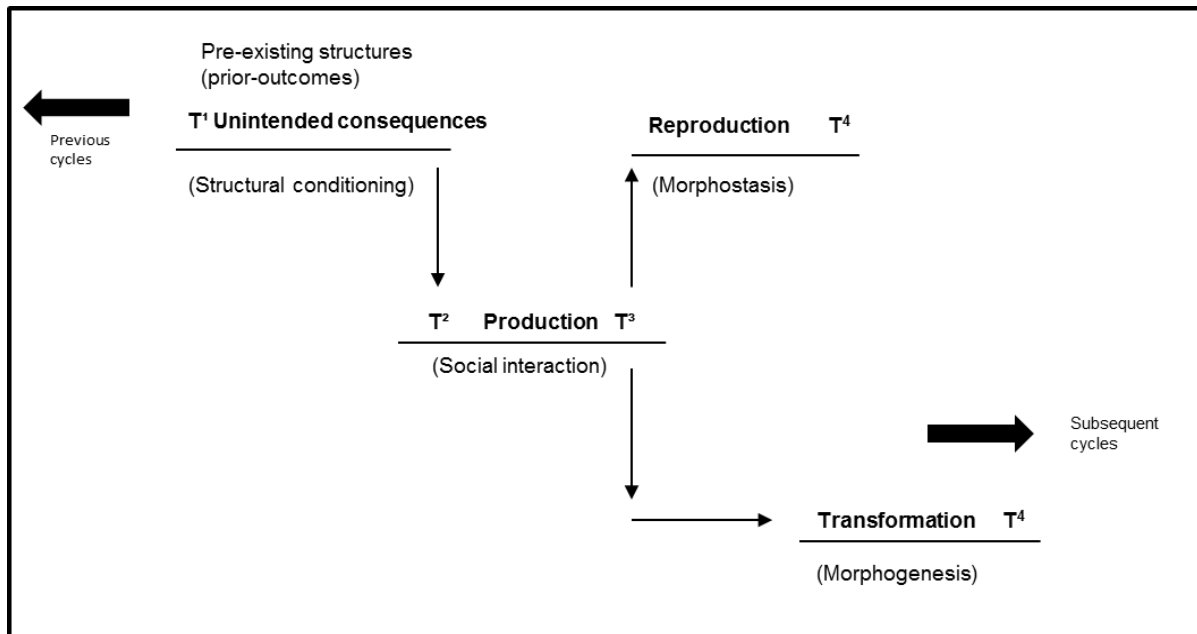 Pre-existing structures
(prior-outcomes)
T¹ Unintended consequences
Previous
cycles
(Structural conditioning)
Reproduction T⁴
(Morphostasis)
T² Production T³
(Social interaction)
Subsequent
cycles
Transformation T⁴
(Morphogenesis)